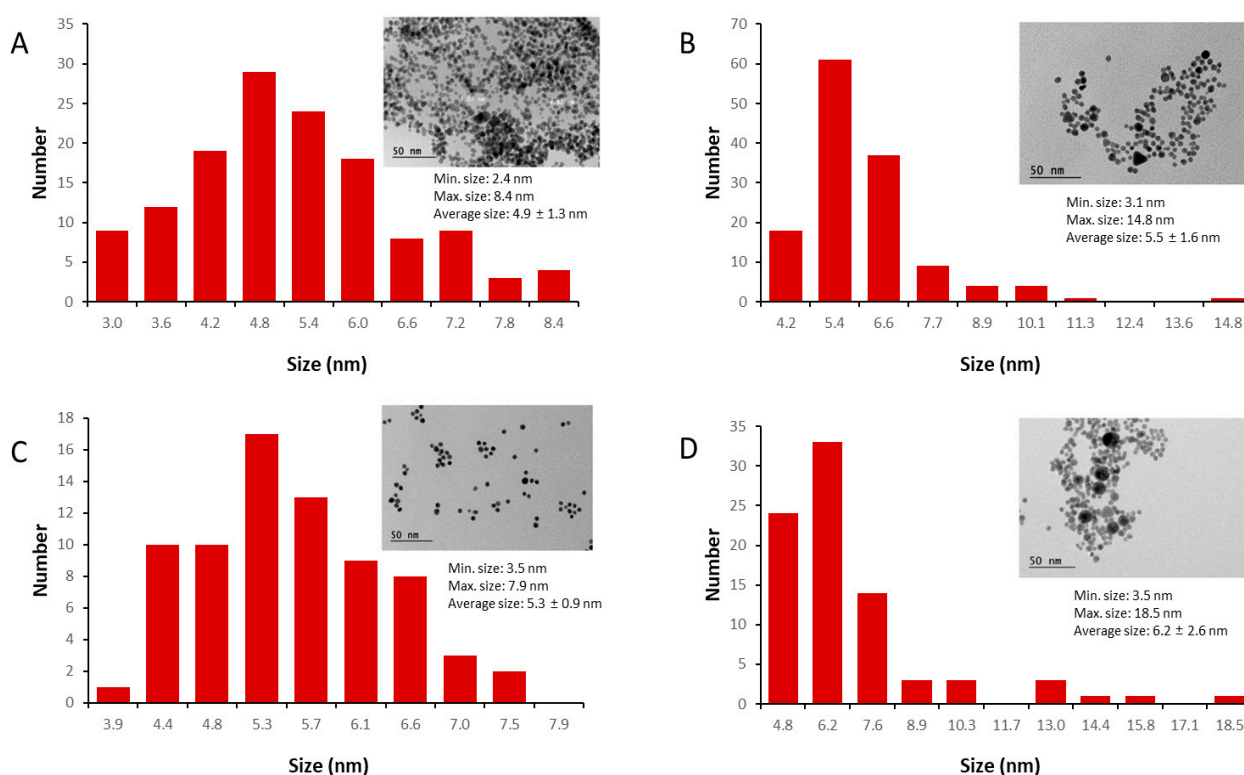 A
35
30
25
20
15
10
5
0
Number
3.0 3.6 4.2 4.8 5.4 6.0 6.6 7.2 7.8 8.4
Size (nm)
50 nm
Min. size: 2.4 nm
Max. size: 8.4 nm
Average size: 4.9 ± 1.3 nm
B
70
60
50
40
30
20
10
0
Number
4.2 5.4 6.6 7.7 8.9 10.1 11.3 12.4 13.6 14.8
Size (nm)
50 nm
Min. size: 3.1 nm
Max. size: 14.8 nm
Average size: 5.5 ± 1.6 nm
C
18
16
14
12
10
8
6
4
2
0
Number
3.9 4.4 4.8 5.3 5.7 6.1 6.6 7.0 7.5 7.9
Size (nm)
50 nm
Min. size: 3.5 nm
Max. size: 7.9 nm
Average size: 5.3 ± 0.9 nm
D
35
30
25
20
15
10
5
0
Number
4.8 6.2 7.6 8.9 10.3 11.7 13.0 14.4 15.8 17.1 18.5
Size (nm)
50 nm
Min. size: 3.5 nm
Max. size: 18.5 nm
Average size: 6.2 ± 2.6 nm